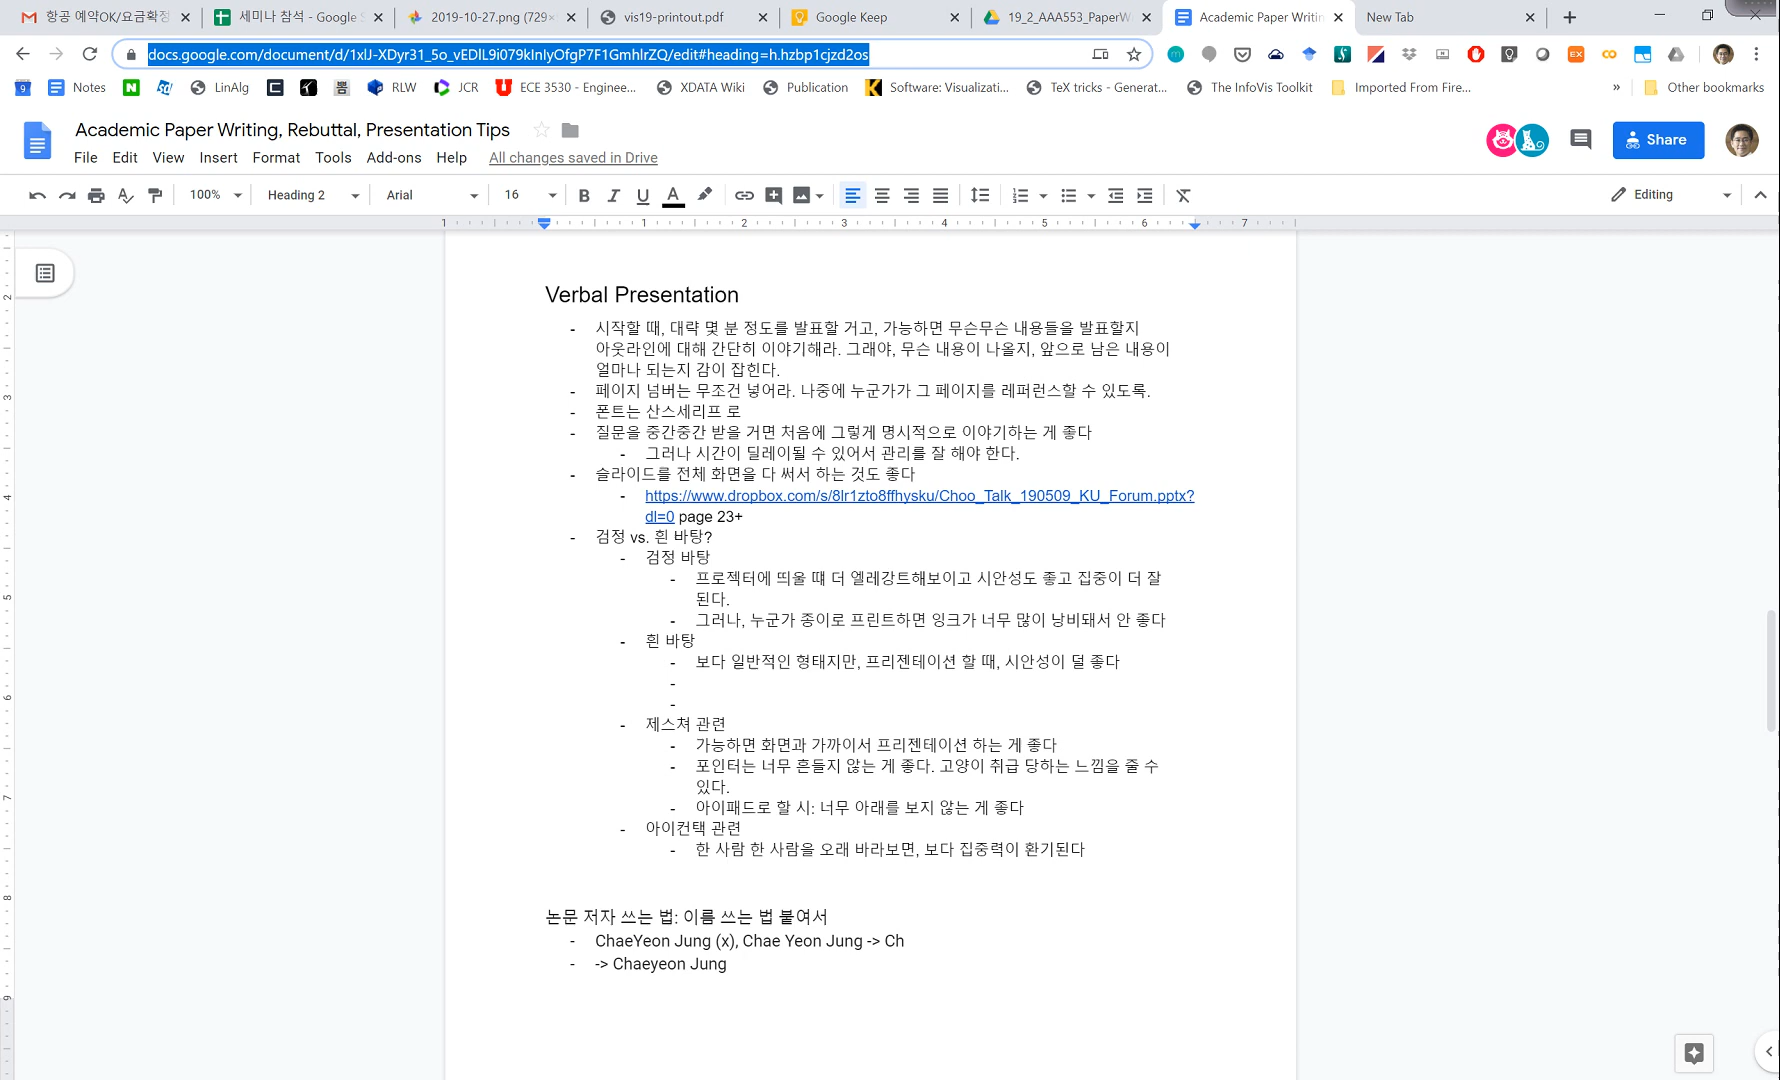 항공 예약OK/요금확정
세미나 참석 - Google S
2019-10-27.png (729×
vis19-printout.pdf
Google Keep
19_2_AAA553_PaperW
Academic Paper Writin
New Tab
docs.google.com/document/d/1xlJ-XDyr31_5o_vEDlL9i079kInlyOfgP7F1GmhlrZQ/edit#heading=h.hzbp1cjzd2os
Notes
LinAlg
뽐
RLW
JCR
ECE 3530 - Enginee...
XDATA Wiki
Publication
Software: Visualizati...
TeX tricks - Generat...
The InfoVis Toolkit
Imported From Fire...
»
Other bookmarks
Academic Paper Writing, Rebuttal, Presentation Tips
File Edit View Insert Format Tools Add-ons Help All changes saved in Drive
Share
100% Heading 2 Arial 16 B I U A Editing
1 1 2 3 4 5 6 7
Verbal Presentation
- 시작할 때, 대략 몇 분 정도를 발표할 거고, 가능하면 무슨무슨 내용들을 발표할지
아웃라인에 대해 간단히 이야기해라. 그래야, 무슨 내용이 나올지, 앞으로 남은 내용이
얼마나 되는지 감이 잡힌다.
- 페이지 넘버는 무조건 넣어라. 나중에 누군가가 그 페이지를 레퍼런스할 수 있도록.
- 폰트는 산스세리프 로
- 질문을 중간중간 받을 거면 처음에 그렇게 명시적으로 이야기하는 게 좋다
- 그러나 시간이 딜레이될 수 있어서 관리를 잘 해야 한다.
- 슬라이드를 전체 화면을 다 써서 하는 것도 좋다
- https://www.dropbox.com/s/8lr1zto8ffhysku/Choo_Talk_190509_KU_Forum.pptx?
dl=0 page 23+
- 검정 vs. 흰 바탕?
- 검정 바탕
- 프로젝터에 띄울 떄 더 엘레강트해보이고 시안성도 좋고 집중이 더 잘
된다.
- 그러나, 누군가 종이로 프린트하면 잉크가 너무 많이 낭비돼서 안 좋다
- 흰 바탕
- 보다 일반적인 형태지만, 프리젠테이션 할 때, 시안성이 덜 좋다
-
-
- 제스쳐 관련
- 가능하면 화면과 가까이서 프리젠테이션 하는 게 좋다
- 포인터는 너무 흔들지 않는 게 좋다. 고양이 취급 당하는 느낌을 줄 수
있다.
- 아이패드로 할 시: 너무 아래를 보지 않는 게 좋다
- 아이컨택 관련
- 한 사람 한 사람을 오래 바라보면, 보다 집중력이 환기된다
논문 저자 쓰는 법: 이름 쓰는 법 붙여서
- ChaeYeon Jung (x), Chae Yeon Jung -> Ch
- -> Chaeyeon Jung